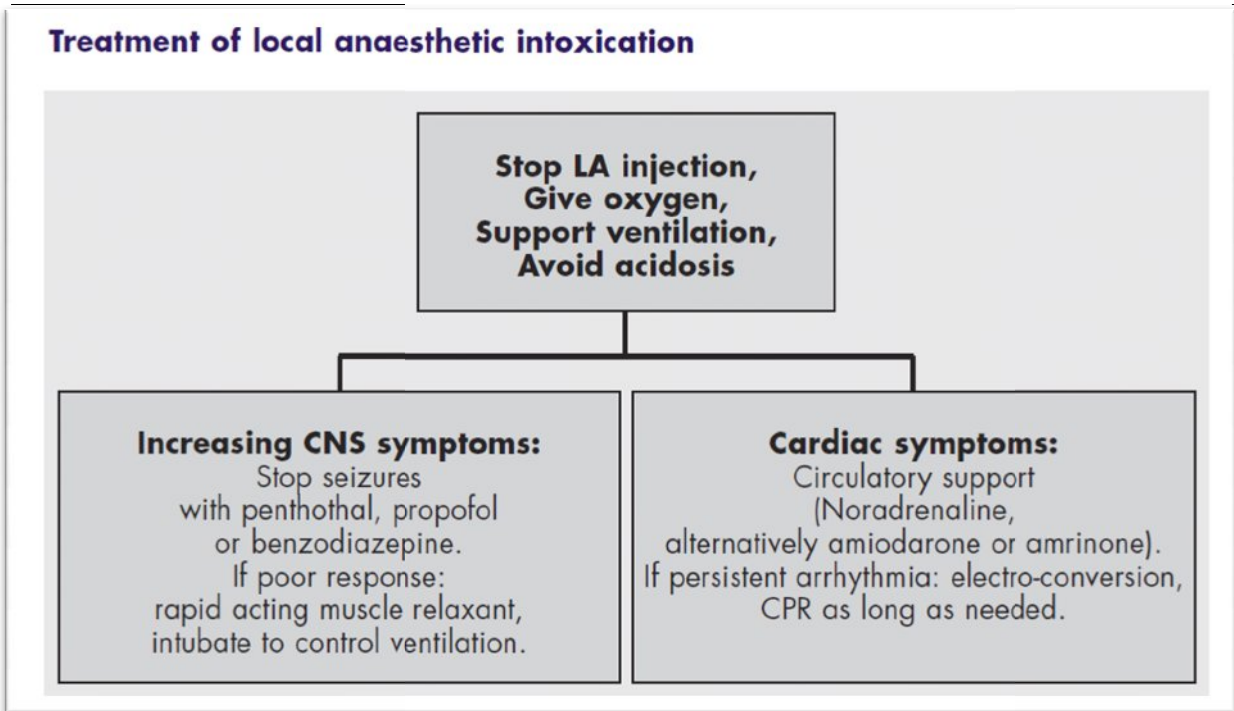 Treatment of local anaesthetic intoxication
Stop LA injection,
Give oxygen,
Support ventilation,
Avoid acidosis
Increasing CNS symptoms:
Stop seizures
with penthothal, propofol
or benzodiazepine.
If poor response:
rapid acting muscle relaxant,
intubate to control ventilation.
Cardiac symptoms:
Circulatory support
(Noradrenaline,
alternatively amiodarone or amrinone).
If persistent arrhythmia: electro-conversion,
CPR as long as needed.